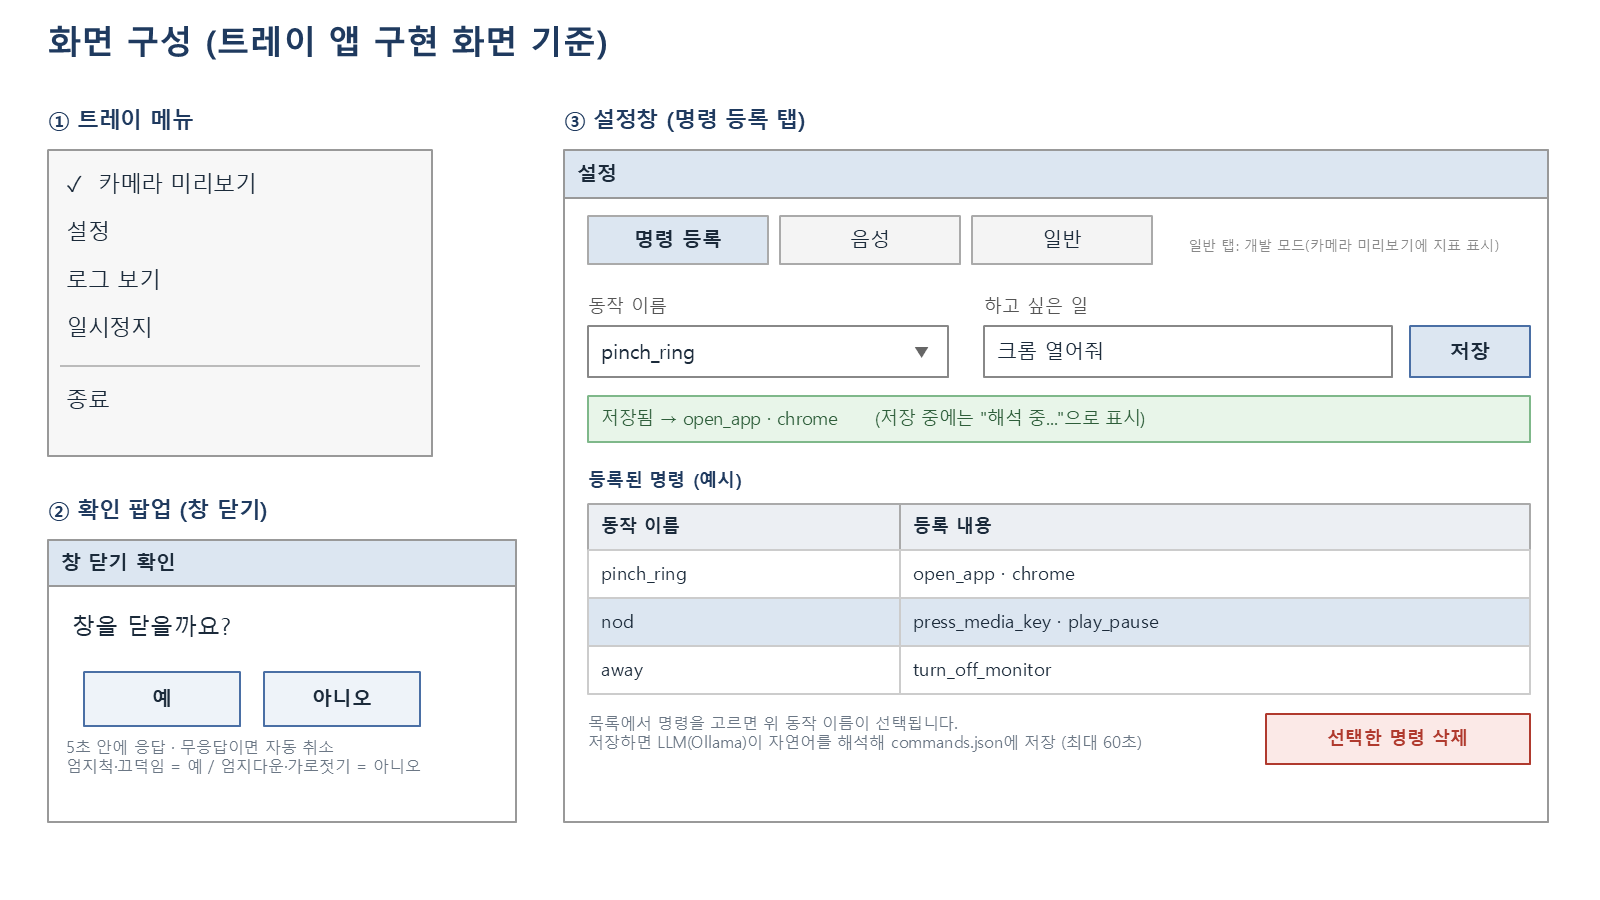 화면 구성 (트레이 앱 구현 화면 기준)
① 트레이 메뉴
✓ 카메라 미리보기
설정
로그 보기
일시정지
종료
② 확인 팝업 (창 닫기)
창 닫기 확인
창을 닫을까요?
예
아니오
5초 안에 응답 · 무응답이면 자동 취소
엄지척·끄덕임 = 예 / 엄지다운·가로젓기 = 아니오
③ 설정창 (명령 등록 탭)
설정
명령 등록
음성
일반
일반 탭: 개발 모드(카메라 미리보기에 지표 표시)
동작 이름
하고 싶은 일
pinch_ring
▼
크롬 열어줘
저장
저장됨 → open_app · chrome (저장 중에는 "해석 중..."으로 표시)
등록된 명령 (예시)
동작 이름 등록 내용
pinch_ring open_app · chrome
nod press_media_key · play_pause
away turn_off_monitor
목록에서 명령을 고르면 위 동작 이름이 선택됩니다.
저장하면 LLM(Ollama)이 자연어를 해석해 commands.json에 저장 (최대 60초)
선택한 명령 삭제